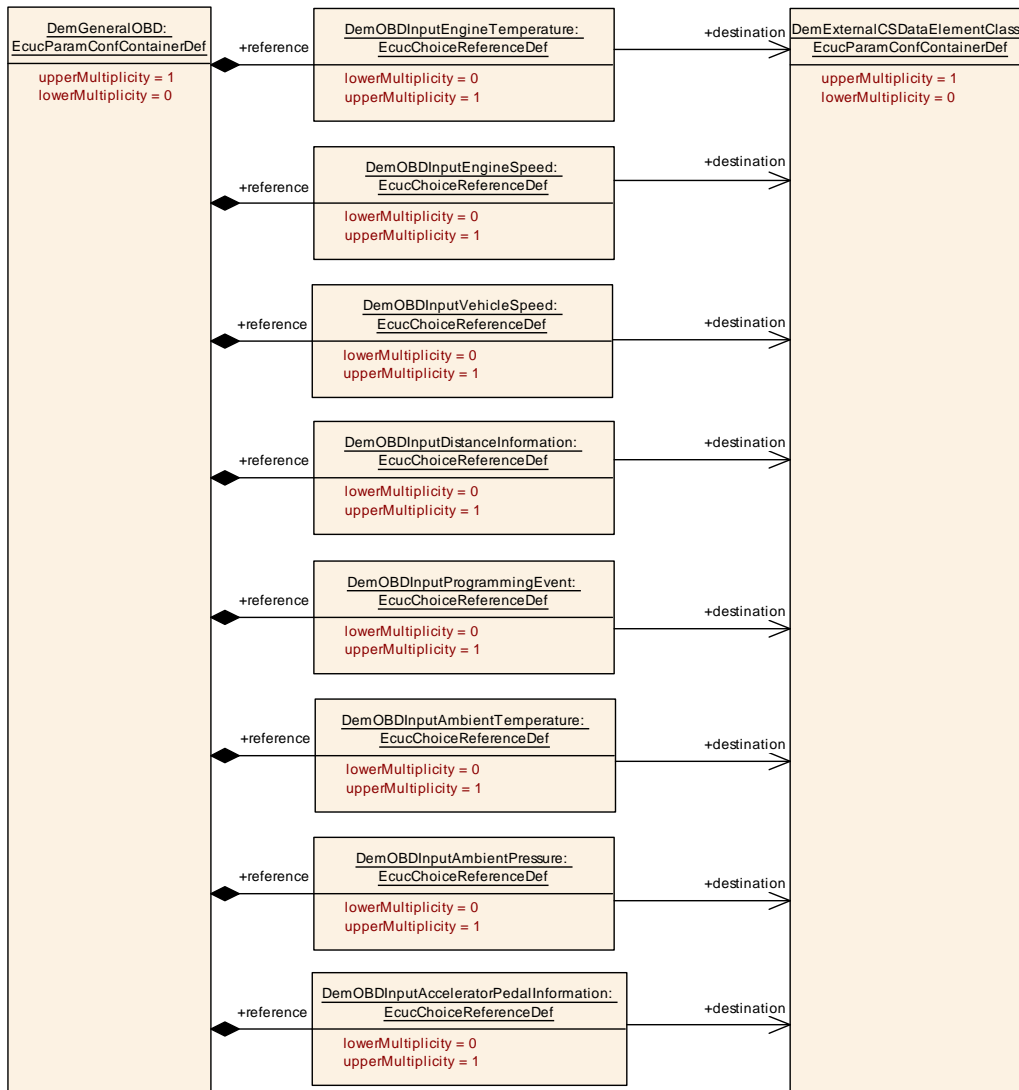 DemGeneralOBD:
EcucParamConfContainerDef
upperMultiplicity = 1
lowerMultiplicity = 0
+reference
DemOBDInputEngineTemperature:
EcucChoiceReferenceDef
lowerMultiplicity = 0
upperMultiplicity = 1
+destination
DemExternalCSDataElementClass
EcucParamConfContainerDef
upperMultiplicity = 1
lowerMultiplicity = 0
+reference
DemOBDInputEngineSpeed:
EcucChoiceReferenceDef
lowerMultiplicity = 0
upperMultiplicity = 1
+destination
+reference
DemOBDInputVehicleSpeed:
EcucChoiceReferenceDef
lowerMultiplicity = 0
upperMultiplicity = 1
+destination
+reference
DemOBDInputDistanceInformation:
EcucChoiceReferenceDef
lowerMultiplicity = 0
upperMultiplicity = 1
+destination
+reference
DemOBDInputProgrammingEvent:
EcucChoiceReferenceDef
lowerMultiplicity = 0
upperMultiplicity = 1
+destination
+reference
DemOBDInputAmbientTemperature:
EcucChoiceReferenceDef
lowerMultiplicity = 0
upperMultiplicity = 1
+destination
+reference
DemOBDInputAmbientPressure:
EcucChoiceReferenceDef
lowerMultiplicity = 0
upperMultiplicity = 1
+destination
+reference
DemOBDInputAcceleratorPedalInformation:
EcucChoiceReferenceDef
lowerMultiplicity = 0
upperMultiplicity = 1
+destination